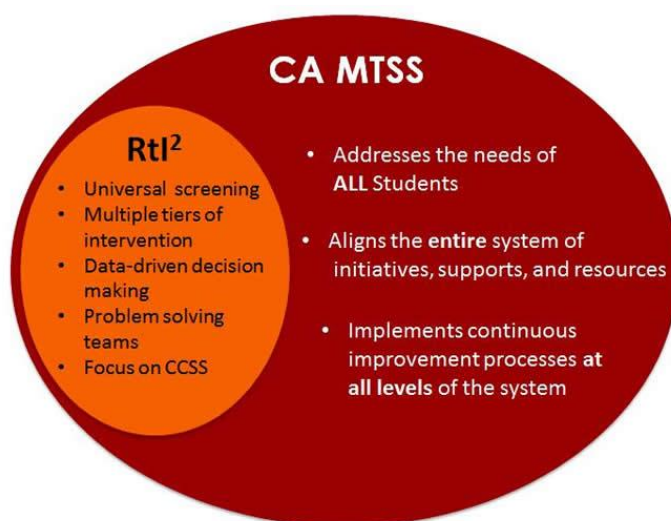 CA MTSS
RtI²
• Universal screening
• Multiple tiers of
intervention
• Data-driven decision
making
• Problem solving
teams
• Focus on CCSS
• Addresses the needs of
ALL Students
• Aligns the entire system of
initiatives, supports, and resources
• Implements continuous
improvement processes at
all levels of the system